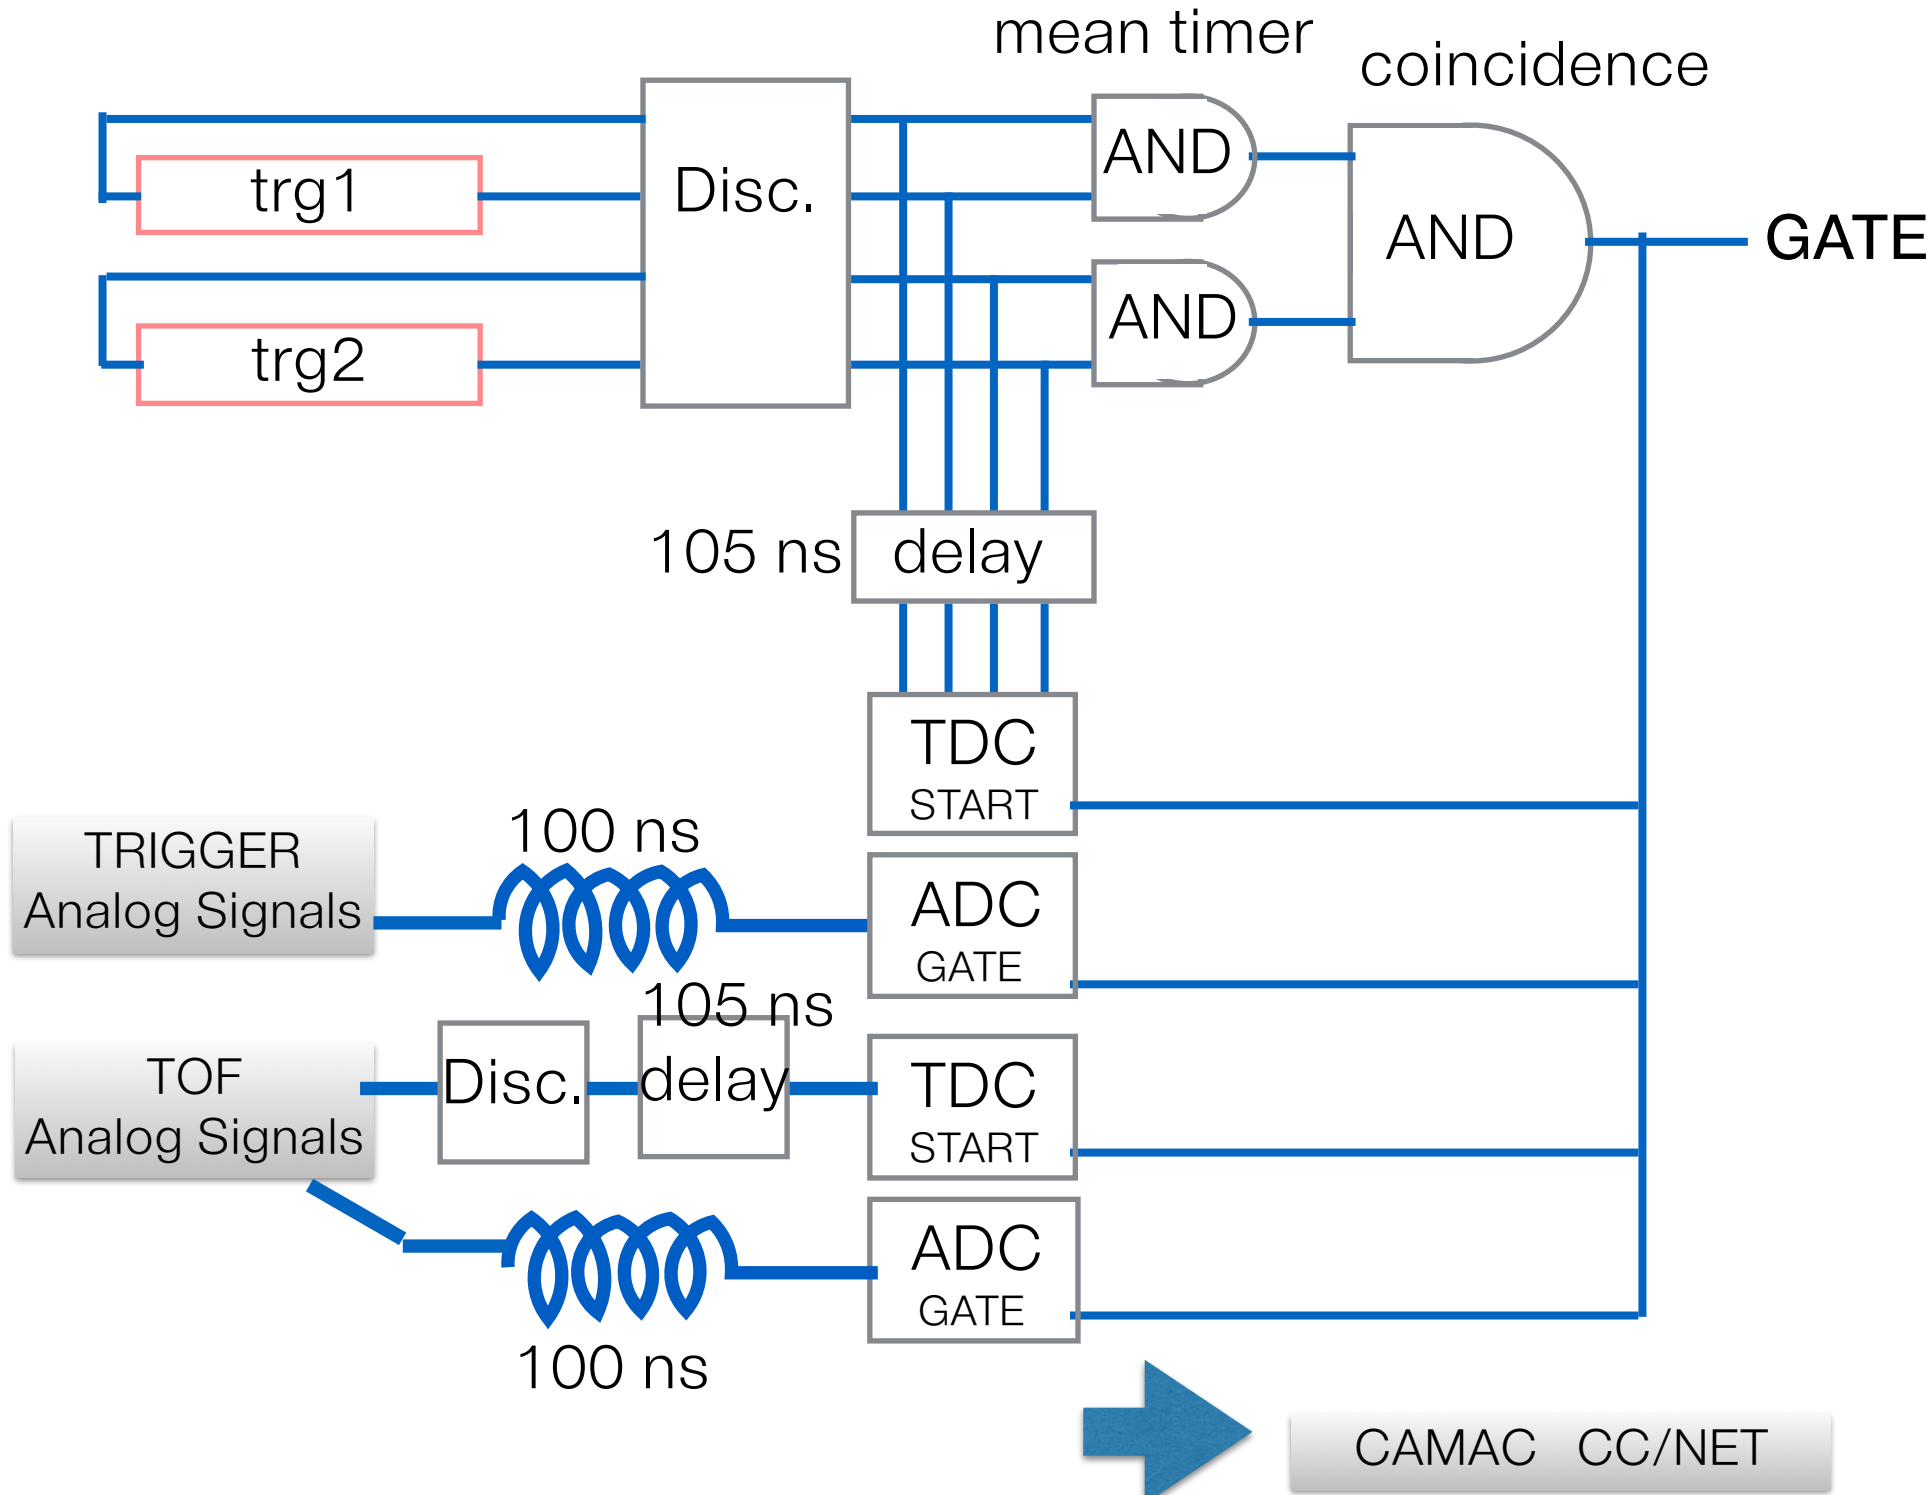 mean timer
coincidence
trg1
Disc.
AND
AND
GATE
trg2
AND
105 ns
delay
TDC
START
100 ns
TRIGGER
Analog Signals
ADC
GATE
105 ns
TOF
Analog Signals
Disc.
delay
TDC
START
ADC
GATE
100 ns
CAMAC CC/NET